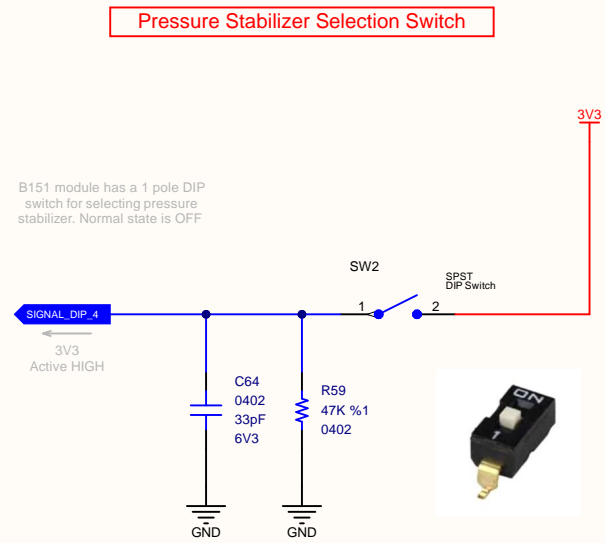 Pressure Stabilizer Selection Switch
3V3
B151 module has a 1 pole DIP
switch for selecting pressure
stabilizer. Normal state is OFF
SW2
SPST
DIP Switch
1
2
SIGNAL_DIP_4
3V3
Active HIGH
C64
0402
33pF
6V3
R59
47K %1
0402
ON
1
GND
GND